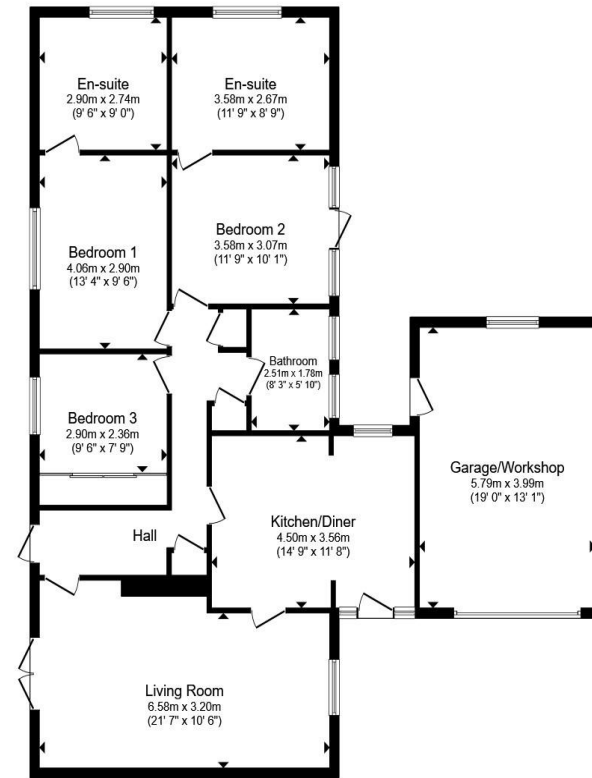 En-suite
2.90m x 2.74m
(9' 6" x 9' 0")
En-suite
3.58m x 2.67m
(11' 9" x 8' 9")
Bedroom 1
4.06m x 2.90m
(13' 4" x 9' 6")
Bedroom 2
3.58m x 3.07m
(11' 9" x 10' 1")
Bathroom
2.51m x 1.78m
(8' 3" x 5' 10")
Bedroom 3
2.90m x 2.36m
(9' 6" x 7' 9")
Garage/Workshop
5.79m x 3.99m
(19' 0" x 13' 1")
Hall
Kitchen/Diner
4.50m x 3.56m
(14' 9" x 11' 8")
Living Room
6.58m x 3.20m
(21' 7" x 10' 6")